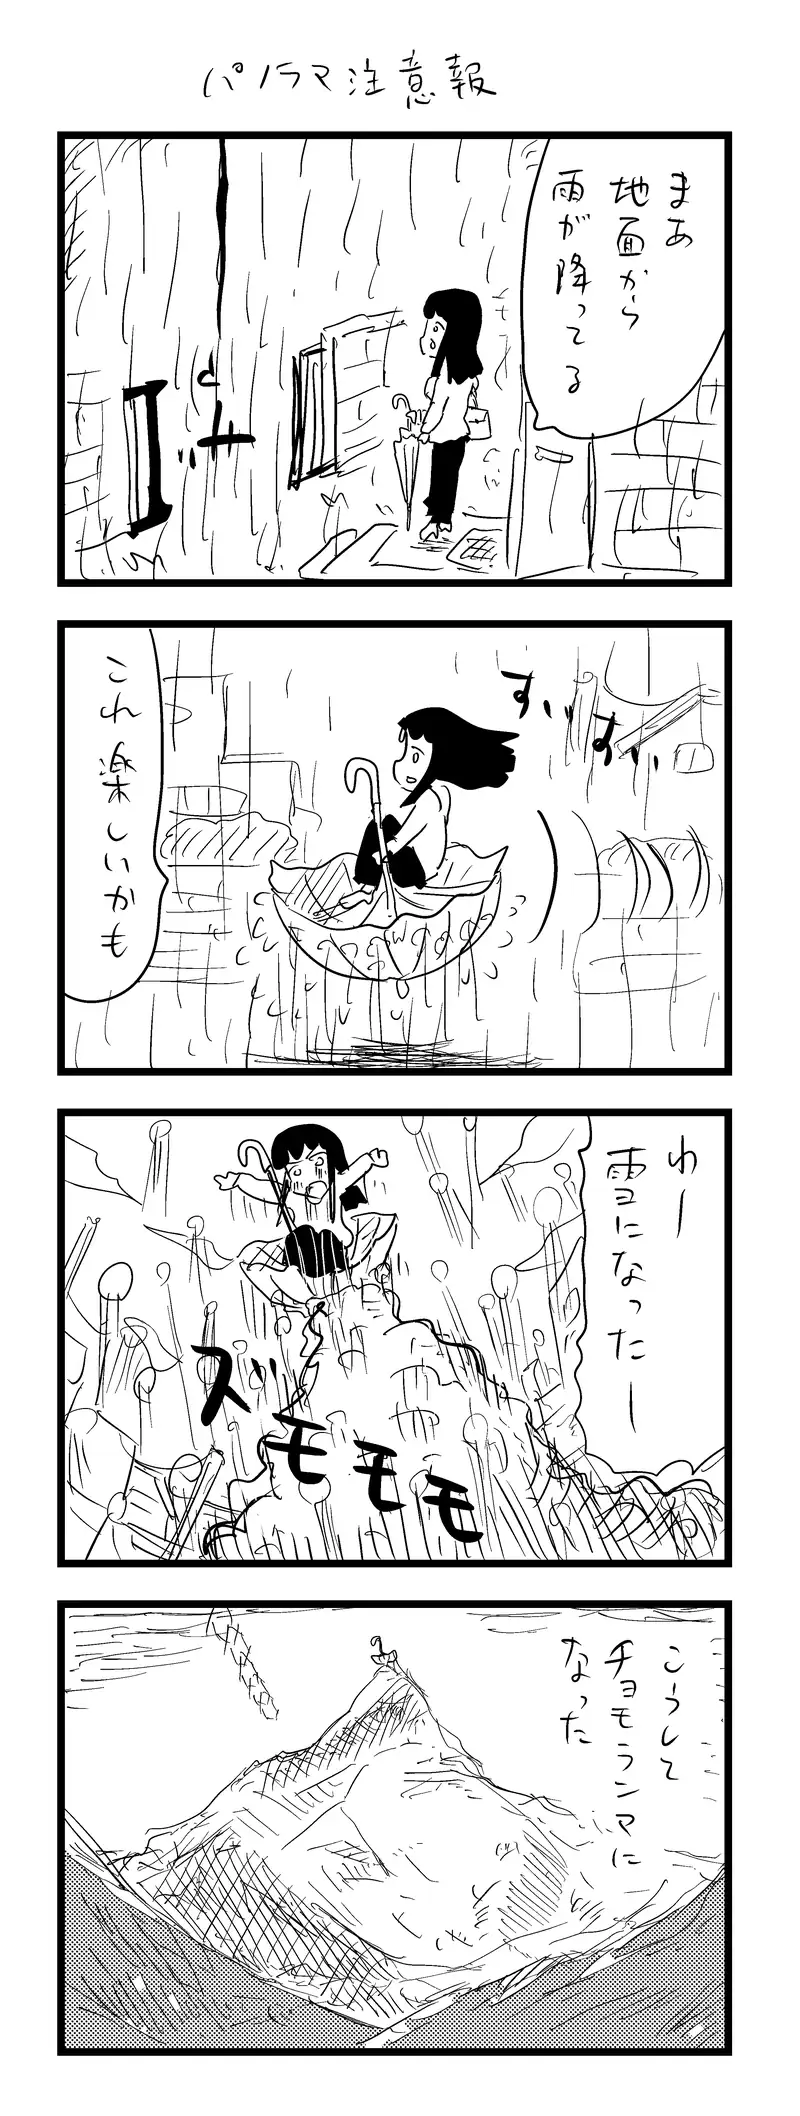 パノラマ注意報
まあ
地面から
雨が降ってる
ど
ザ
すいすい
これ楽しいかも
わー
雪になったー
ズモモモ
こうして
チョモランマに
なった